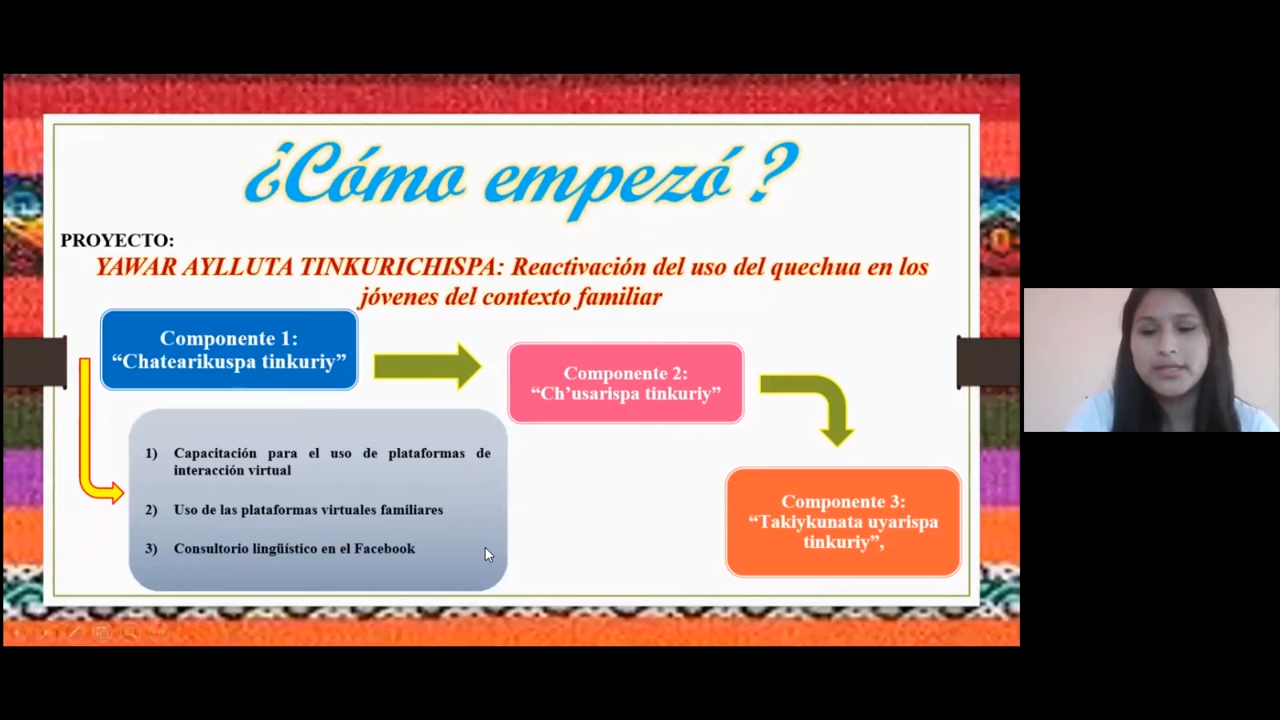 ¿Cómo empezó ?
PROYECTO:
YAWAR AYLLUTA TINKURICHISPA: Reactivación del uso del quechua en los
jóvenes del contexto familiar
Componente 1:
“Chatearikuspa tinkuriy”
Componente 2:
“Ch’usarispa tinkuriy”
Componente 3:
“Takiykunata uyarispa
tinkuriy”,
1) Capacitación para el uso de plataformas de
interacción virtual
2) Uso de las plataformas virtuales familiares
3) Consultorio lingüístico en el Facebook